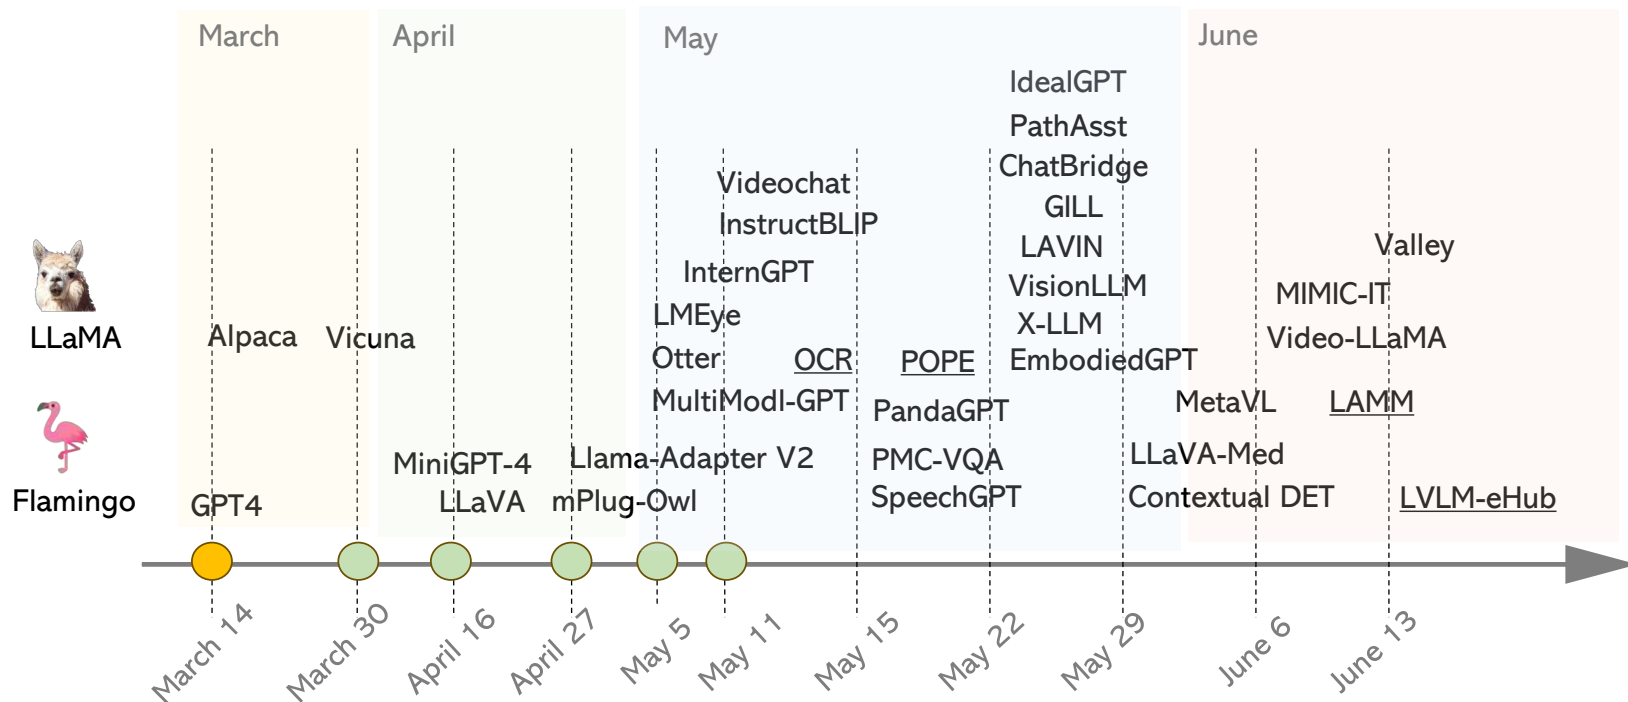 March
April
May
June
IdealGPT
PathAsst
ChatBridge
Videochat
GILL
InstructBLIP
LAVIN
Valley
InternGPT
VisionLLM
MIMIC-IT
LMEye
X-LLM
LLaMA
Alpaca
Vicuna
Video-LLaMA
Otter
OCR
POPE
EmbodiedGPT
MultiModl-GPT
PandaGPT
MetaVL
LAMM
MiniGPT-4
Llama-Adapter V2
PMC-VQA
LLaVA-Med
Flamingo
GPT4
LLaVA
mPlug-Owl
SpeechGPT
Contextual DET
LVLM-eHub
March 14
March 30
April 16
April 27
May 5
May 11
May 15
May 22
May 29
June 6
June 13